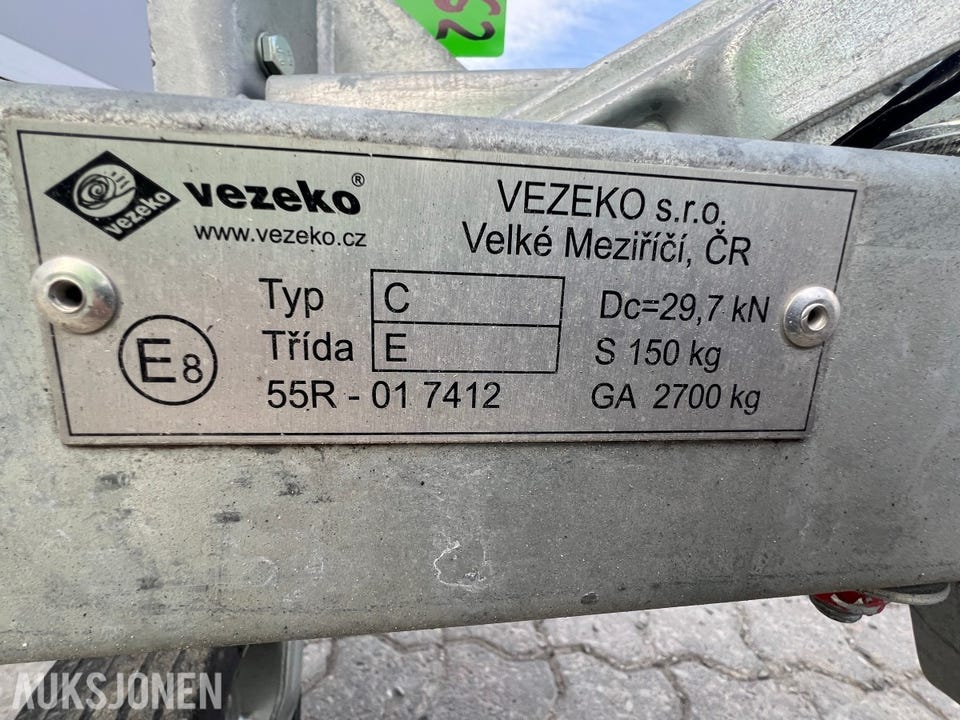 S2
vezeko
vezeko®
www.vezeko.cz
VEZEKO s.r.o.
Velké Meziříčí, ČR
Typ C
Třída E
E8
55R - 01 7412
Dc=29,7 kN
S 150 kg
GA 2700 kg
AUKSJONEN